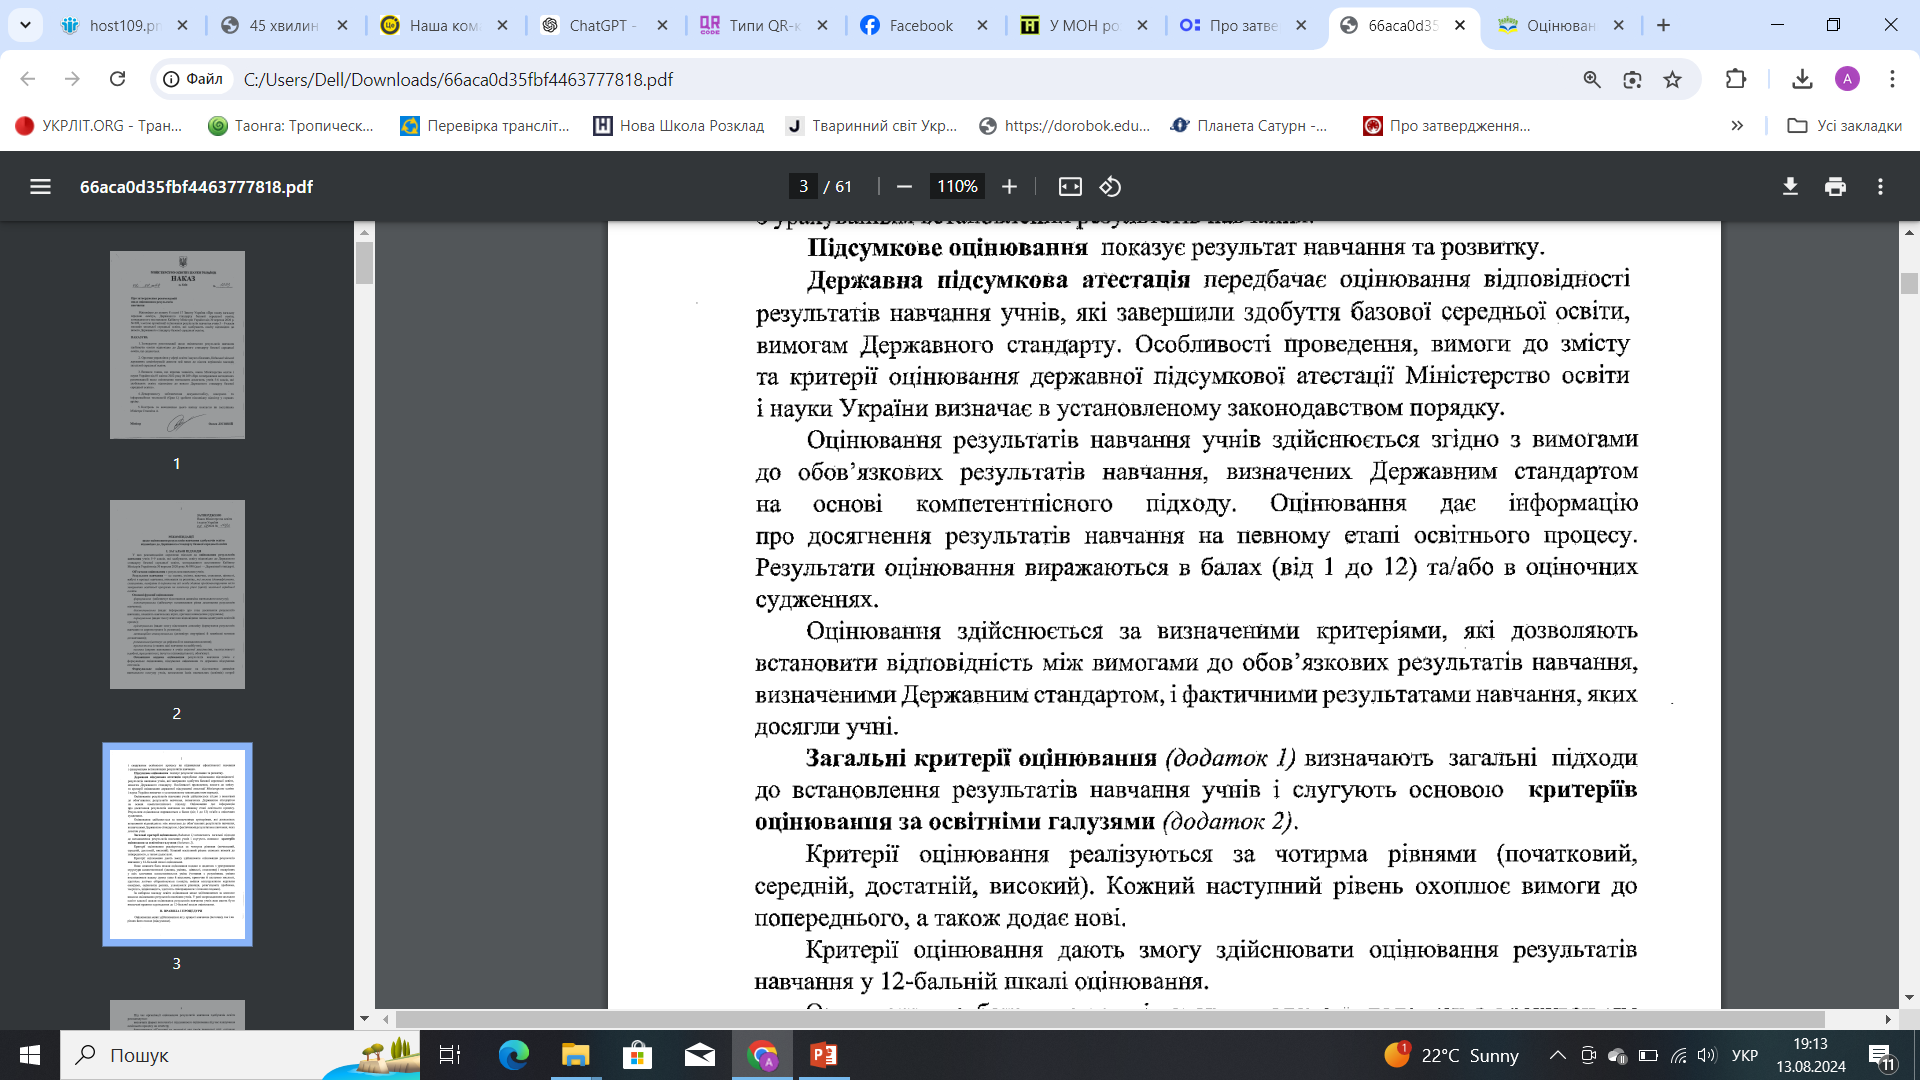 host109.pr
45 хвилин
Наша ком
ChatGPT -
Типи QR-к
Facebook
У МОН ро
Про затве
66aca0d35
Оцінюван
Файл
C:/Users/Dell/Downloads/66aca0d35fbf4463777818.pdf
A
УКРЛІТ.ORG - Тран...
Таонга: Тропическ...
Перевірка трансліт...
Нова Школа Розклад
Тваринний світ Укр...
https://dorobok.edu...
Планета Сатурн -...
Про затвердження...
Усі закладки
66aca0d35fbf4463777818.pdf
3 / 61
110%
1
2
3
з урахуванням встановлених результатів навчання.
Підсумкове оцінювання показує результат навчання та розвитку.
Державна підсумкова атестація передбачає оцінювання відповідності
результатів навчання учнів, які завершили здобуття базової середньої освіти,
вимогам Державного стандарту. Особливості проведення, вимоги до змісту
та критерії оцінювання державної підсумкової атестації Міністерство освіти
і науки України визначає в установленому законодавством порядку.
Оцінювання результатів навчання учнів здійснюється згідно з вимогами
до обов’язкових результатів навчання, визначених Державним стандартом
на основі компетентнісного підходу. Оцінювання дає інформацію
про досягнення результатів навчання на певному етапі освітнього процесу.
Результати оцінювання виражаються в балах (від 1 до 12) та/або в оціночних
судженнях.
Оцінювання здійснюється за визначеними критеріями, які дозволяють
встановити відповідність між вимогами до обов’язкових результатів навчання,
визначеними Державним стандартом, і фактичними результатами навчання, яких
досягли учні.
Загальні критерії оцінювання (додаток 1) визначають загальні підходи
до встановлення результатів навчання учнів і слугують основою критеріїв
оцінювання за освітніми галузями (додаток 2).
Критерії оцінювання реалізуються за чотирма рівнями (початковий,
середній, достатній, високий). Кожний наступний рівень охоплює вимоги до
попереднього, а також додає нові.
Критерії оцінювання дають змогу здійснювати оцінювання результатів
навчання у 12-бальній шкалі оцінювання.
Пошук
22°C Sunny
УКР
19:13
13.08.2024
11